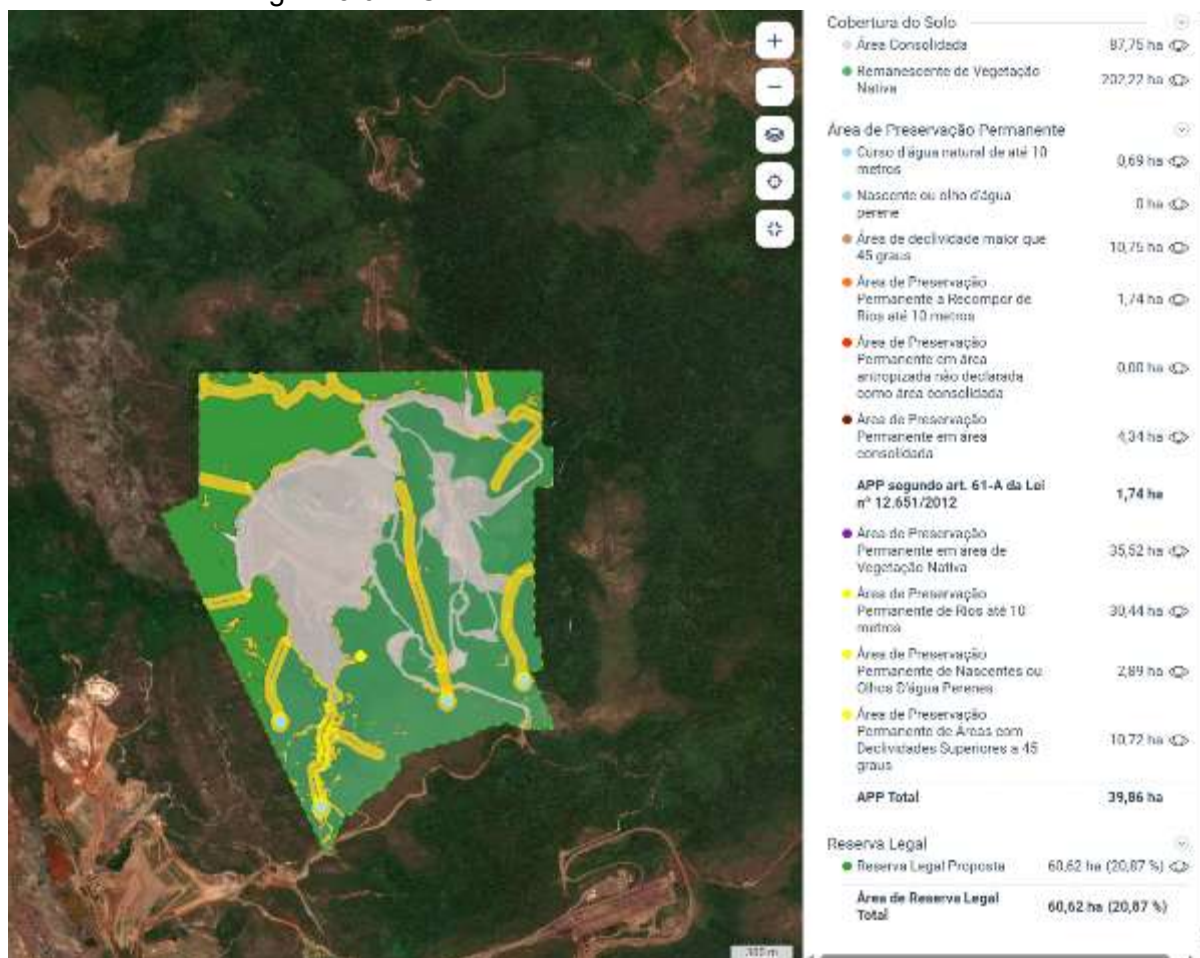 Cobertura do Solo
Área Consolidada 87,75 ha
Remanescente de Vegetação
Nativa 202,22 ha
Área de Preservação Permanente
Curso d'água natural de até 10
metros 0,69 ha
Nascente ou olho d'água
perene 0 ha
Área de declividade maior que
45 graus 10,75 ha
Área de Preservação
Permanente a Recompor de
Rios até 10 metros 1,74 ha
Área de Preservação
Permanente em área
antropizada não declarada
como área consolidada 0,00 ha
Área de Preservação
Permanente em área
consolidada 4,34 ha
APP segundo art. 61-A da Lei
nº 12.651/2012 1,74 ha
Área de Preservação
Permanente em área de
Vegetação Nativa 35,52 ha
Área de Preservação
Permanente de Rios até 10
metros 30,44 ha
Área de Preservação
Permanente de Nascentes ou
Olhos D'água Perenes 2,89 ha
Área de Preservação
Permanente de Áreas com
Declividades Superiores a 45
graus 10,72 ha
APP Total 39,86 ha
Reserva Legal
Reserva Legal Proposta 60,62 ha (20,87 %)
Área de Reserva Legal
Total 60,62 ha (20,87 %)
300 m